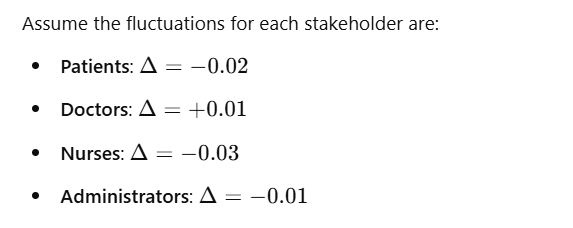 Assume the fluctuations for each stakeholder are:
• Patients: Δ = −0.02
• Doctors: Δ = +0.01
• Nurses: Δ = −0.03
• Administrators: Δ = −0.01